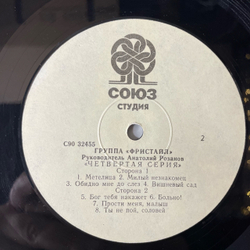 СОЮЗ
СТУДИЯ
С90 32455
2
ГРУППА «ФРИСТАЙЛ»
Руководитель Анатолий Розанов
«ЧЕТВЕРТАЯ СЕРИЯ»
Сторона 1
1. Метелица 2. Милый незнакомец
3. Обидно мне до слез 4. Вишневый сад
Сторона 2
5. Бог тебя накажет 6. Больно!
7. Прости меня, малыш
8. Ты не пой, соловей